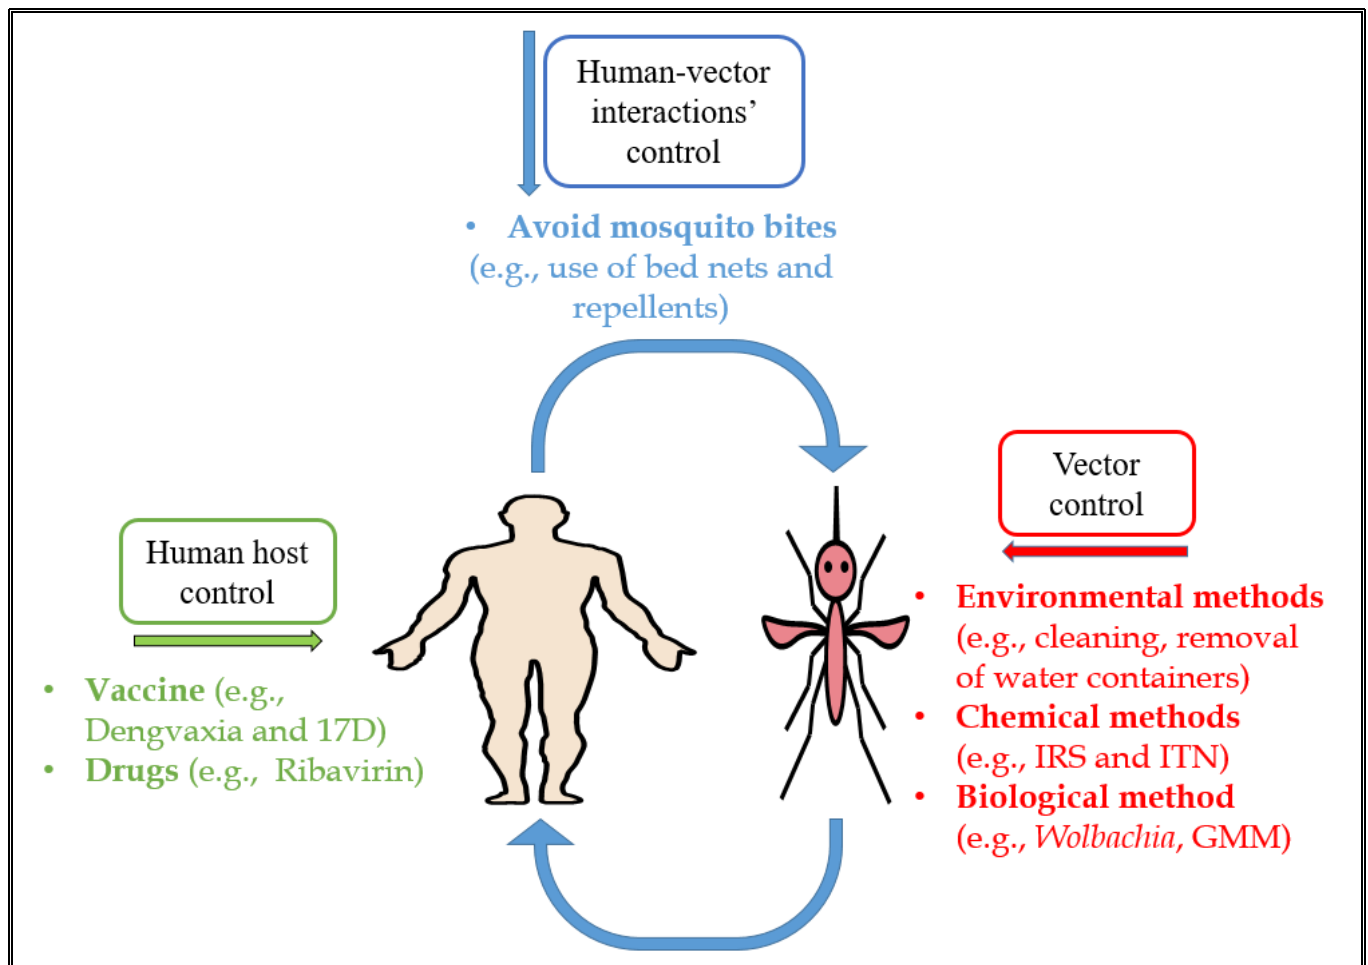 Human-vector
interactions’
control
• Avoid mosquito bites
(e.g., use of bed nets and
repellents)
Vector
control
• Environmental methods
(e.g., cleaning, removal
of water containers)
• Chemical methods
(e.g., IRS and ITN)
• Biological method
(e.g., Wolbachia, GMM)
Human host
control
• Vaccine (e.g.,
Dengvaxia and 17D)
• Drugs (e.g., Ribavirin)